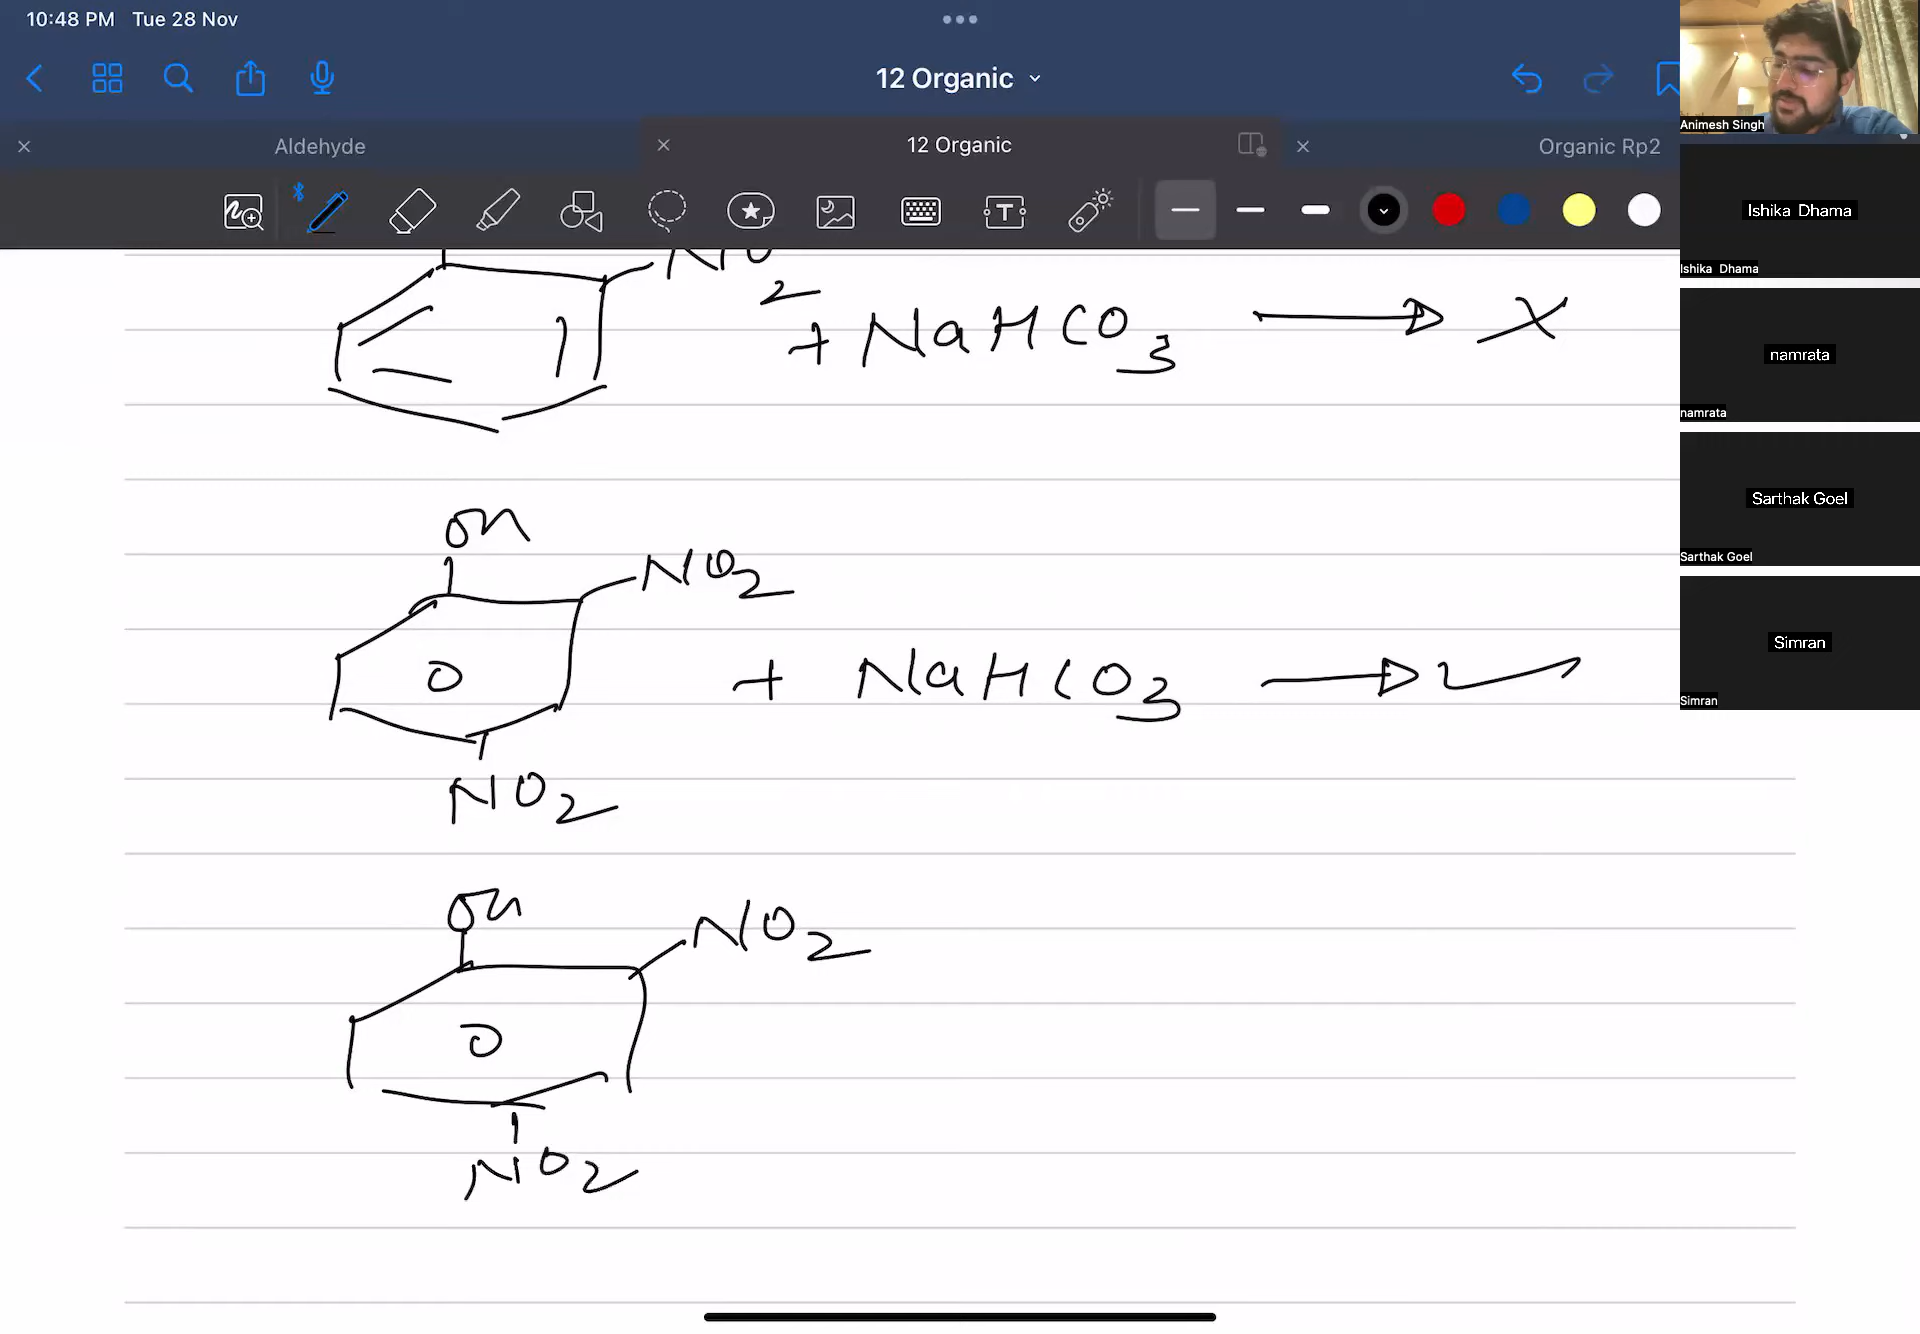 10:48 PM Tue 28 Nov
12 Organic
Aldehyde
12 Organic
Organic Rp2
T
Animesh Singh
Ishika Dhama
Ishika Dhama
namrata
namrata
Sarthak Goel
Sarthak Goel
Simran
Simran
NO2
+ NaHCO3 → X
OH
NO2
+ NaHCO3 → ✓
NO2
OH
NO2
NO2